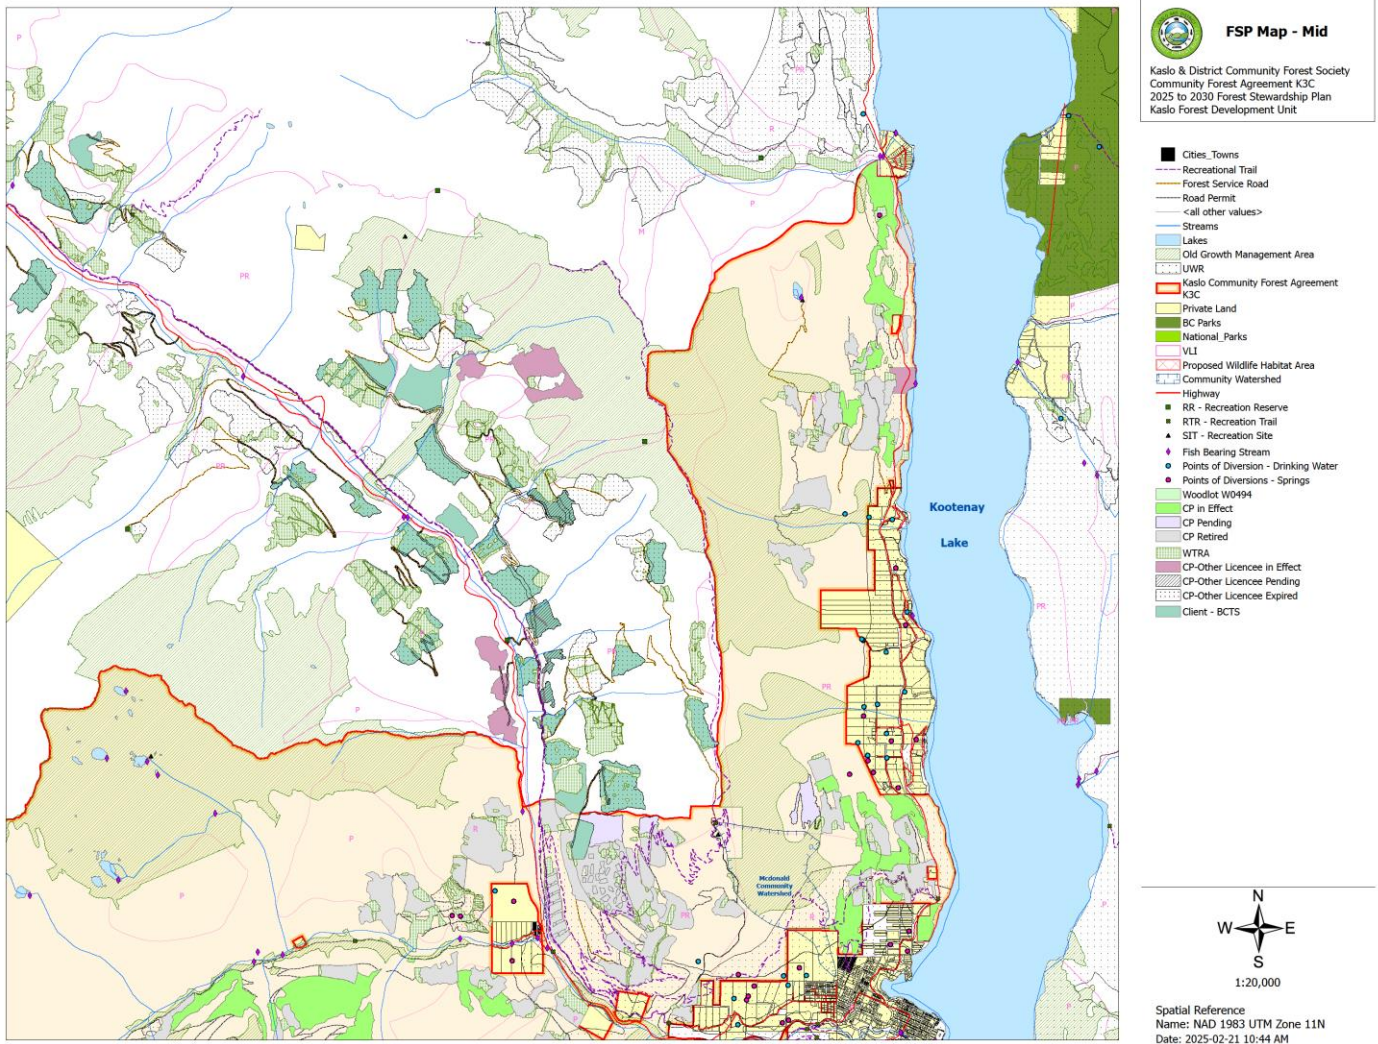 FSP Map - Mid
Kaslo & District Community Forest Society
Community Forest Agreement K3C
2025 to 2030 Forest Stewardship Plan
Kaslo Forest Development Unit
Cities_Towns
Recreational Trail
Forest Service Road
Road Permit
<all other values>
Streams
Lakes
Old Growth Management Area
UWR
Kaslo Community Forest Agreement
K3C
Private Land
BC Parks
National_Parks
VLI
Proposed Wildlife Habitat Area
Community Watershed
Highway
RR - Recreation Reserve
RTR - Recreation Trail
SIT - Recreation Site
Fish Bearing Stream
Points of Diversion - Drinking Water
Points of Diversions - Springs
Woodlot W0494
CP in Effect
CP Pending
CP Retired
WTRA
CP-Other Licencee in Effect
CP-Other Licencee Pending
CP-Other Licencee Expired
Client - BCTS
N
W
E
S
1:20,000
Spatial Reference
Name: NAD 1983 UTM Zone 11N
Date: 2025-02-21 10:44 AM
Kootenay
Lake
Mcdonald
Community
Watershed
P
PR
R
P
M
PR
PR
P
PR
P
P
R
PR